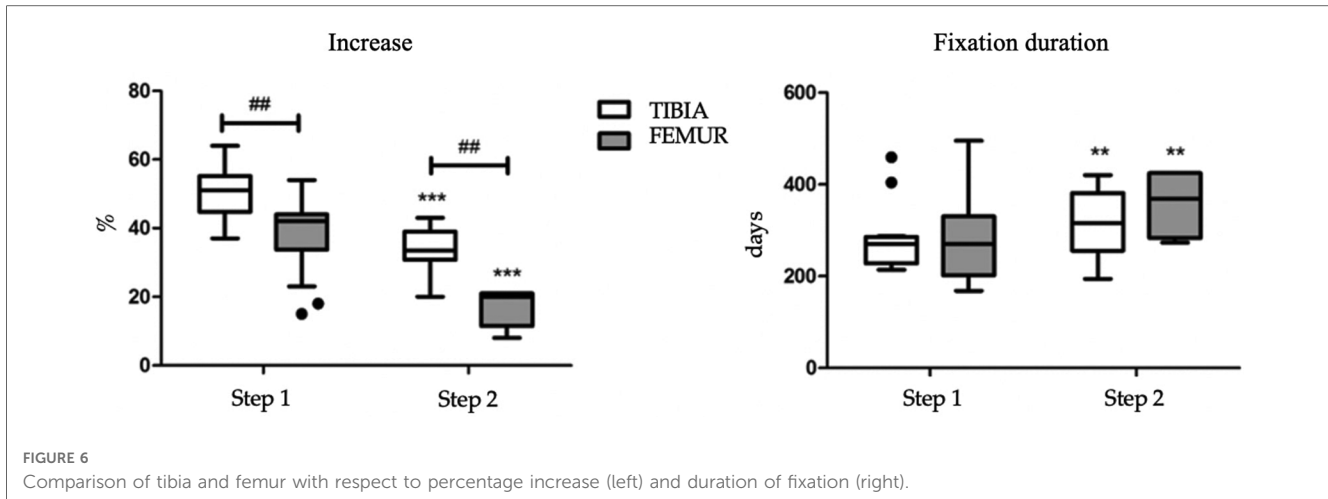 Increase
80
60
40
20
0
%
##
##
***
***
Step 1
Step 2
TIBIA
FEMUR
Fixation duration
600
400
200
0
days
**
**
Step 1
Step 2
FIGURE 6
Comparison of tibia and femur with respect to percentage increase (left) and duration of fixation (right).